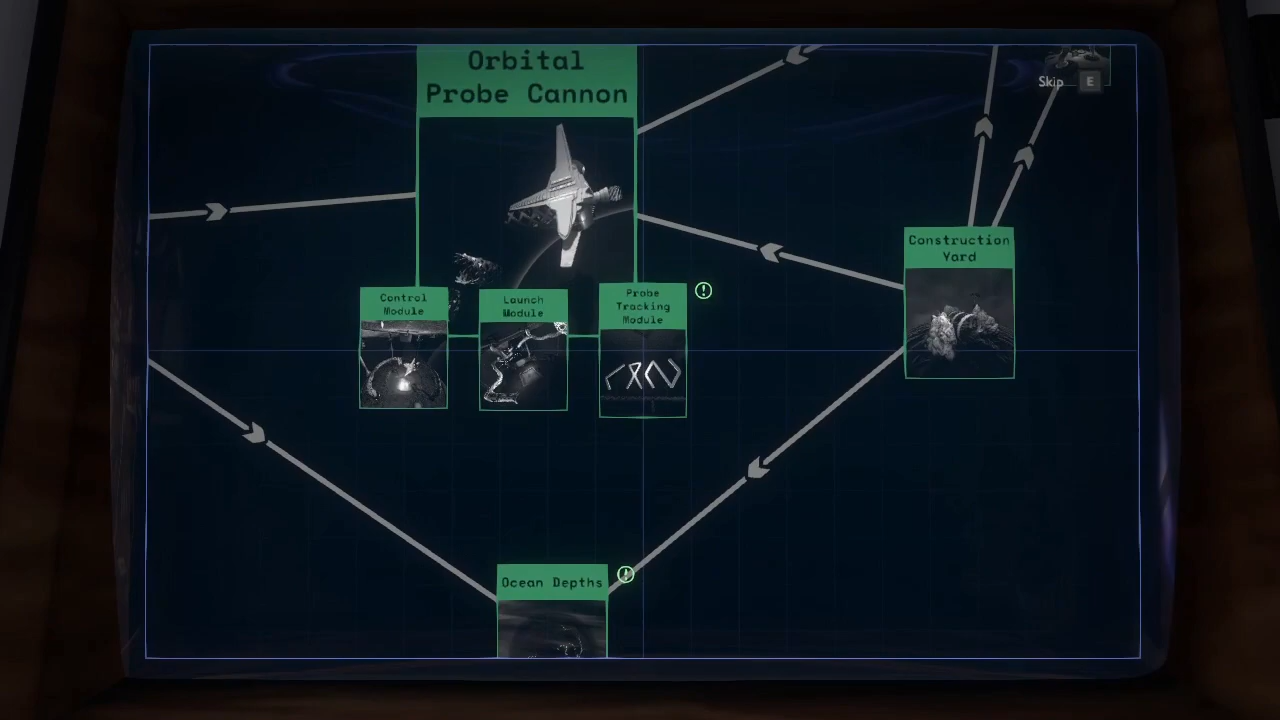 Orbital
Probe Cannon
Skip E
Construction
Yard
Control
Module
Launch
Module
Probe
Tracking
Module
Ocean Depths